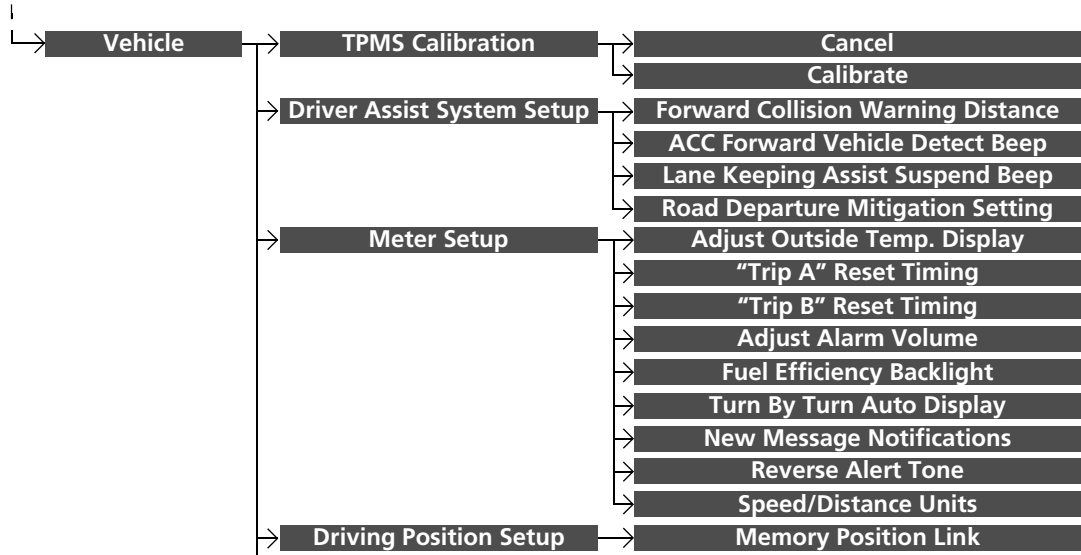 Vehicle
TPMS Calibration
Cancel
Calibrate
Driver Assist System Setup
Forward Collision Warning Distance
ACC Forward Vehicle Detect Beep
Lane Keeping Assist Suspend Beep
Road Departure Mitigation Setting
Meter Setup
Adjust Outside Temp. Display
“Trip A” Reset Timing
“Trip B” Reset Timing
Adjust Alarm Volume
Fuel Efficiency Backlight
Turn By Turn Auto Display
New Message Notifications
Reverse Alert Tone
Speed/Distance Units
Driving Position Setup
Memory Position Link